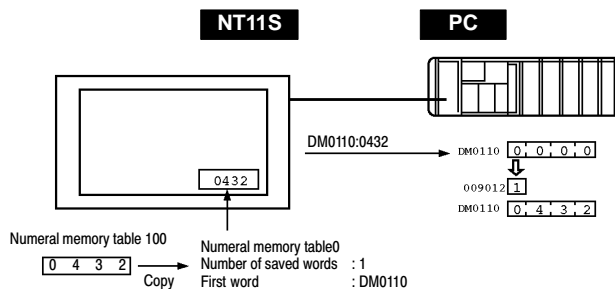 NT11S
PC
DM0110:0432
DM0110 0 0 0 0
009012 1
DM0110 0 4 3 2
0432
Numeral memory table 100
0 4 3 2
Copy
Numeral memory table0
Number of saved words : 1
First word : DM0110